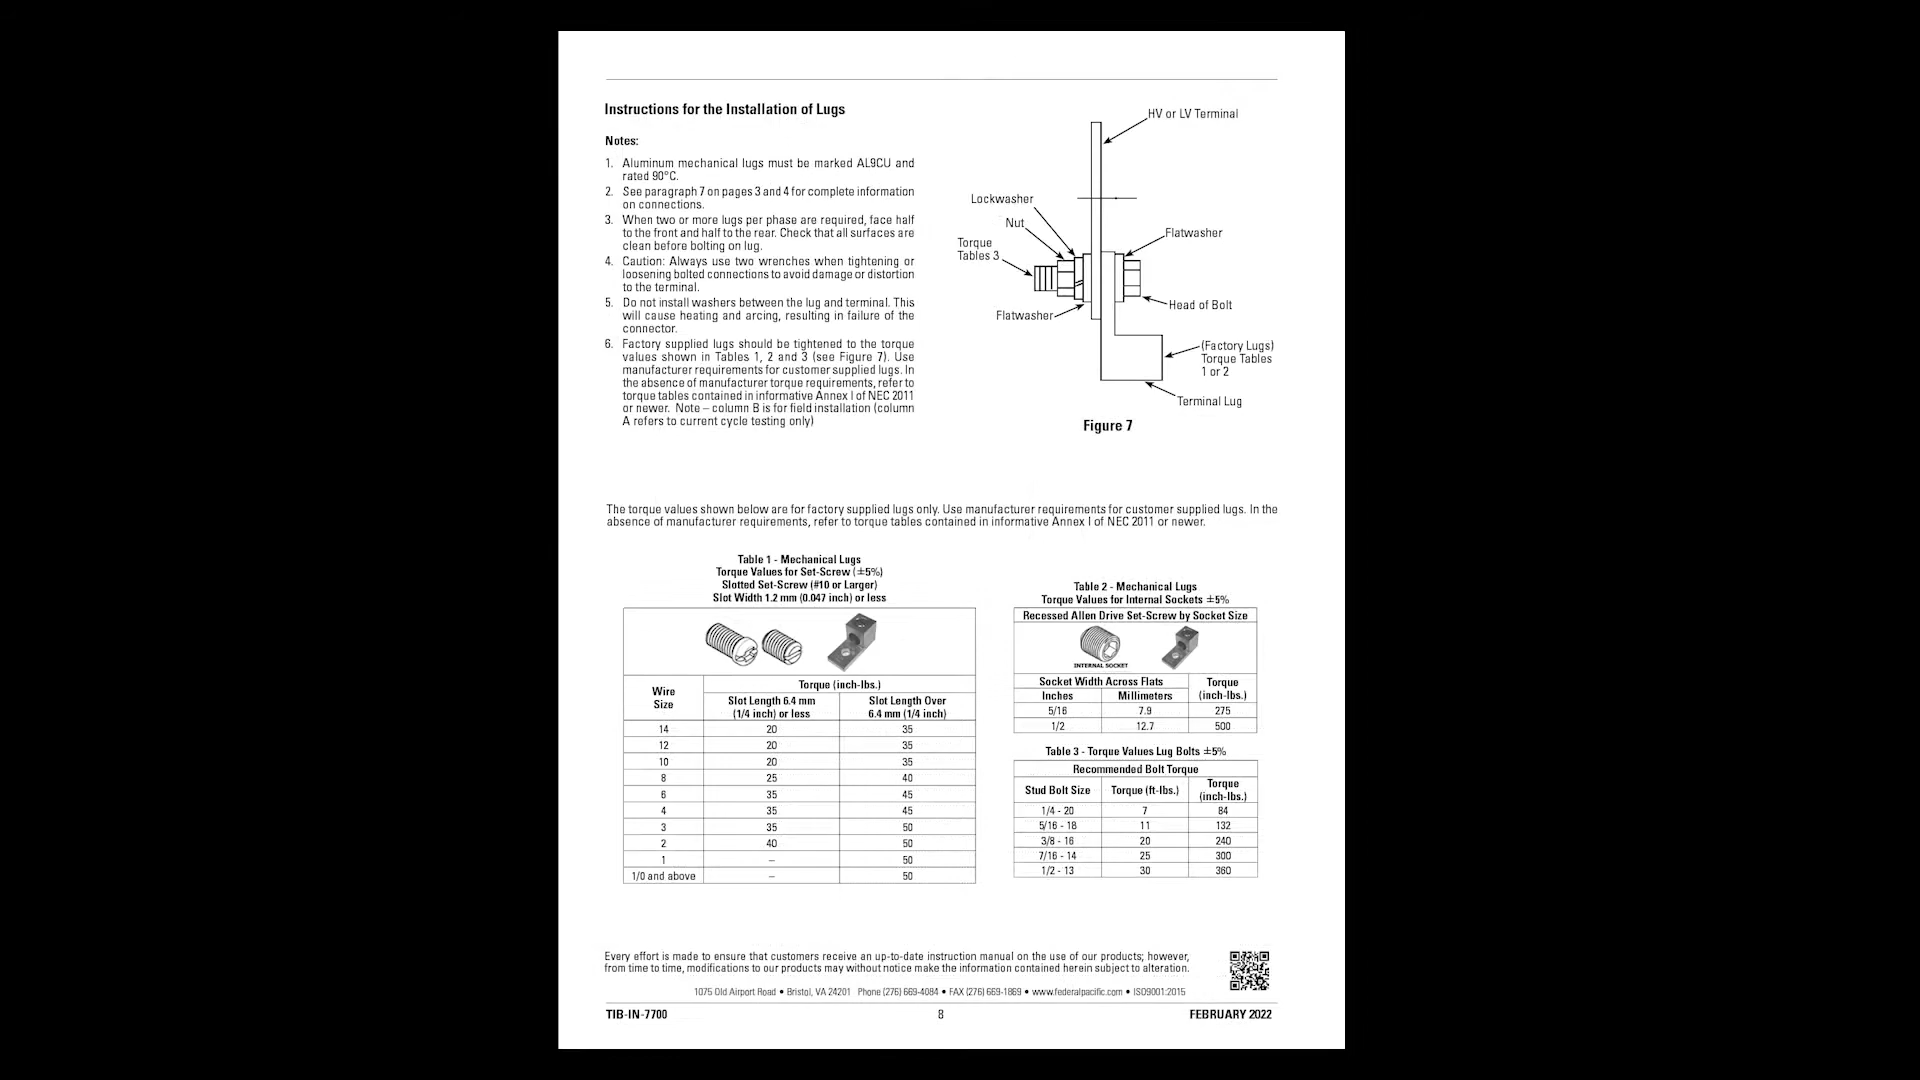 Instructions for the Installation of Lugs
Notes:
1. Aluminum mechanical lugs must be marked AL9CU and
rated 90°C.
2. See paragraph 7 on pages 3 and 4 for complete information
on connections.
3. When two or more lugs per phase are required, face half
to the front and half to the rear. Check that all surfaces are
clean before bolting on lug.
4. Caution: Always use two wrenches when tightening or
loosening bolted connections to avoid damage or distortion
to the terminal.
5. Do not install washers between the lug and terminal. This
will cause heating and arcing, resulting in failure of the
connector.
6. Factory supplied lugs should be tightened to the torque
values shown in Tables 1, 2 and 3 (see Figure 7). Use
manufacturer requirements for customer supplied lugs. In
the absence of manufacturer torque requirements, refer to
torque tables contained in informative Annex I of NEC 2011
or newer. Note – column B is for field installation (column
A refers to current cycle testing only)
HV or LV Terminal
Lockwasher
Nut
Torque
Tables 3
Flatwasher
Head of Bolt
Flatwasher
(Factory Lugs)
Torque Tables
1 or 2
Terminal Lug
Figure 7
The torque values shown below are for factory supplied lugs only. Use manufacturer requirements for customer supplied lugs. In the
absence of manufacturer requirements, refer to torque tables contained in informative Annex I of NEC 2011 or newer.
Table 1 - Mechanical Lugs
Torque Values for Set-Screw (±5%)
Slotted Set-Screw (#10 or Larger)
Slot Width 1.2 mm (0.047 inch) or less
Wire
Size
Torque (inch-lbs.)
Slot Length 6.4 mm
(1/4 inch) or less
Slot Length Over
6.4 mm (1/4 inch)
14 20 35
12 20 35
10 20 35
8 25 40
6 35 45
4 35 45
3 35 50
2 40 50
1 – 50
1/0 and above – 50
Table 2 - Mechanical Lugs
Torque Values for Internal Sockets ±5%
Recessed Allen Drive Set-Screw by Socket Size
INTERNAL SOCKET
Socket Width Across Flats
Torque
(inch-lbs.)
Inches Millimeters
5/16 7.9 275
1/2 12.7 500
Table 3 - Torque Values Lug Bolts ±5%
Recommended Bolt Torque
Stud Bolt Size Torque (ft-lbs.)
Torque
(inch-lbs.)
1/4 - 20 7 84
5/16 - 18 11 132
3/8 - 16 20 240
7/16 - 14 25 300
1/2 - 13 30 360
Every effort is made to ensure that customers receive an up-to-date instruction manual on the use of our products; however,
from time to time, modifications to our products may without notice make the information contained herein subject to alteration.
1075 Old Airport Road • Bristol, VA 24201 Phone (276) 669-4084 • FAX (276) 669-1869 • www.federalpacific.com • ISO9001:2015
TIB-IN-7700 8 FEBRUARY 2022